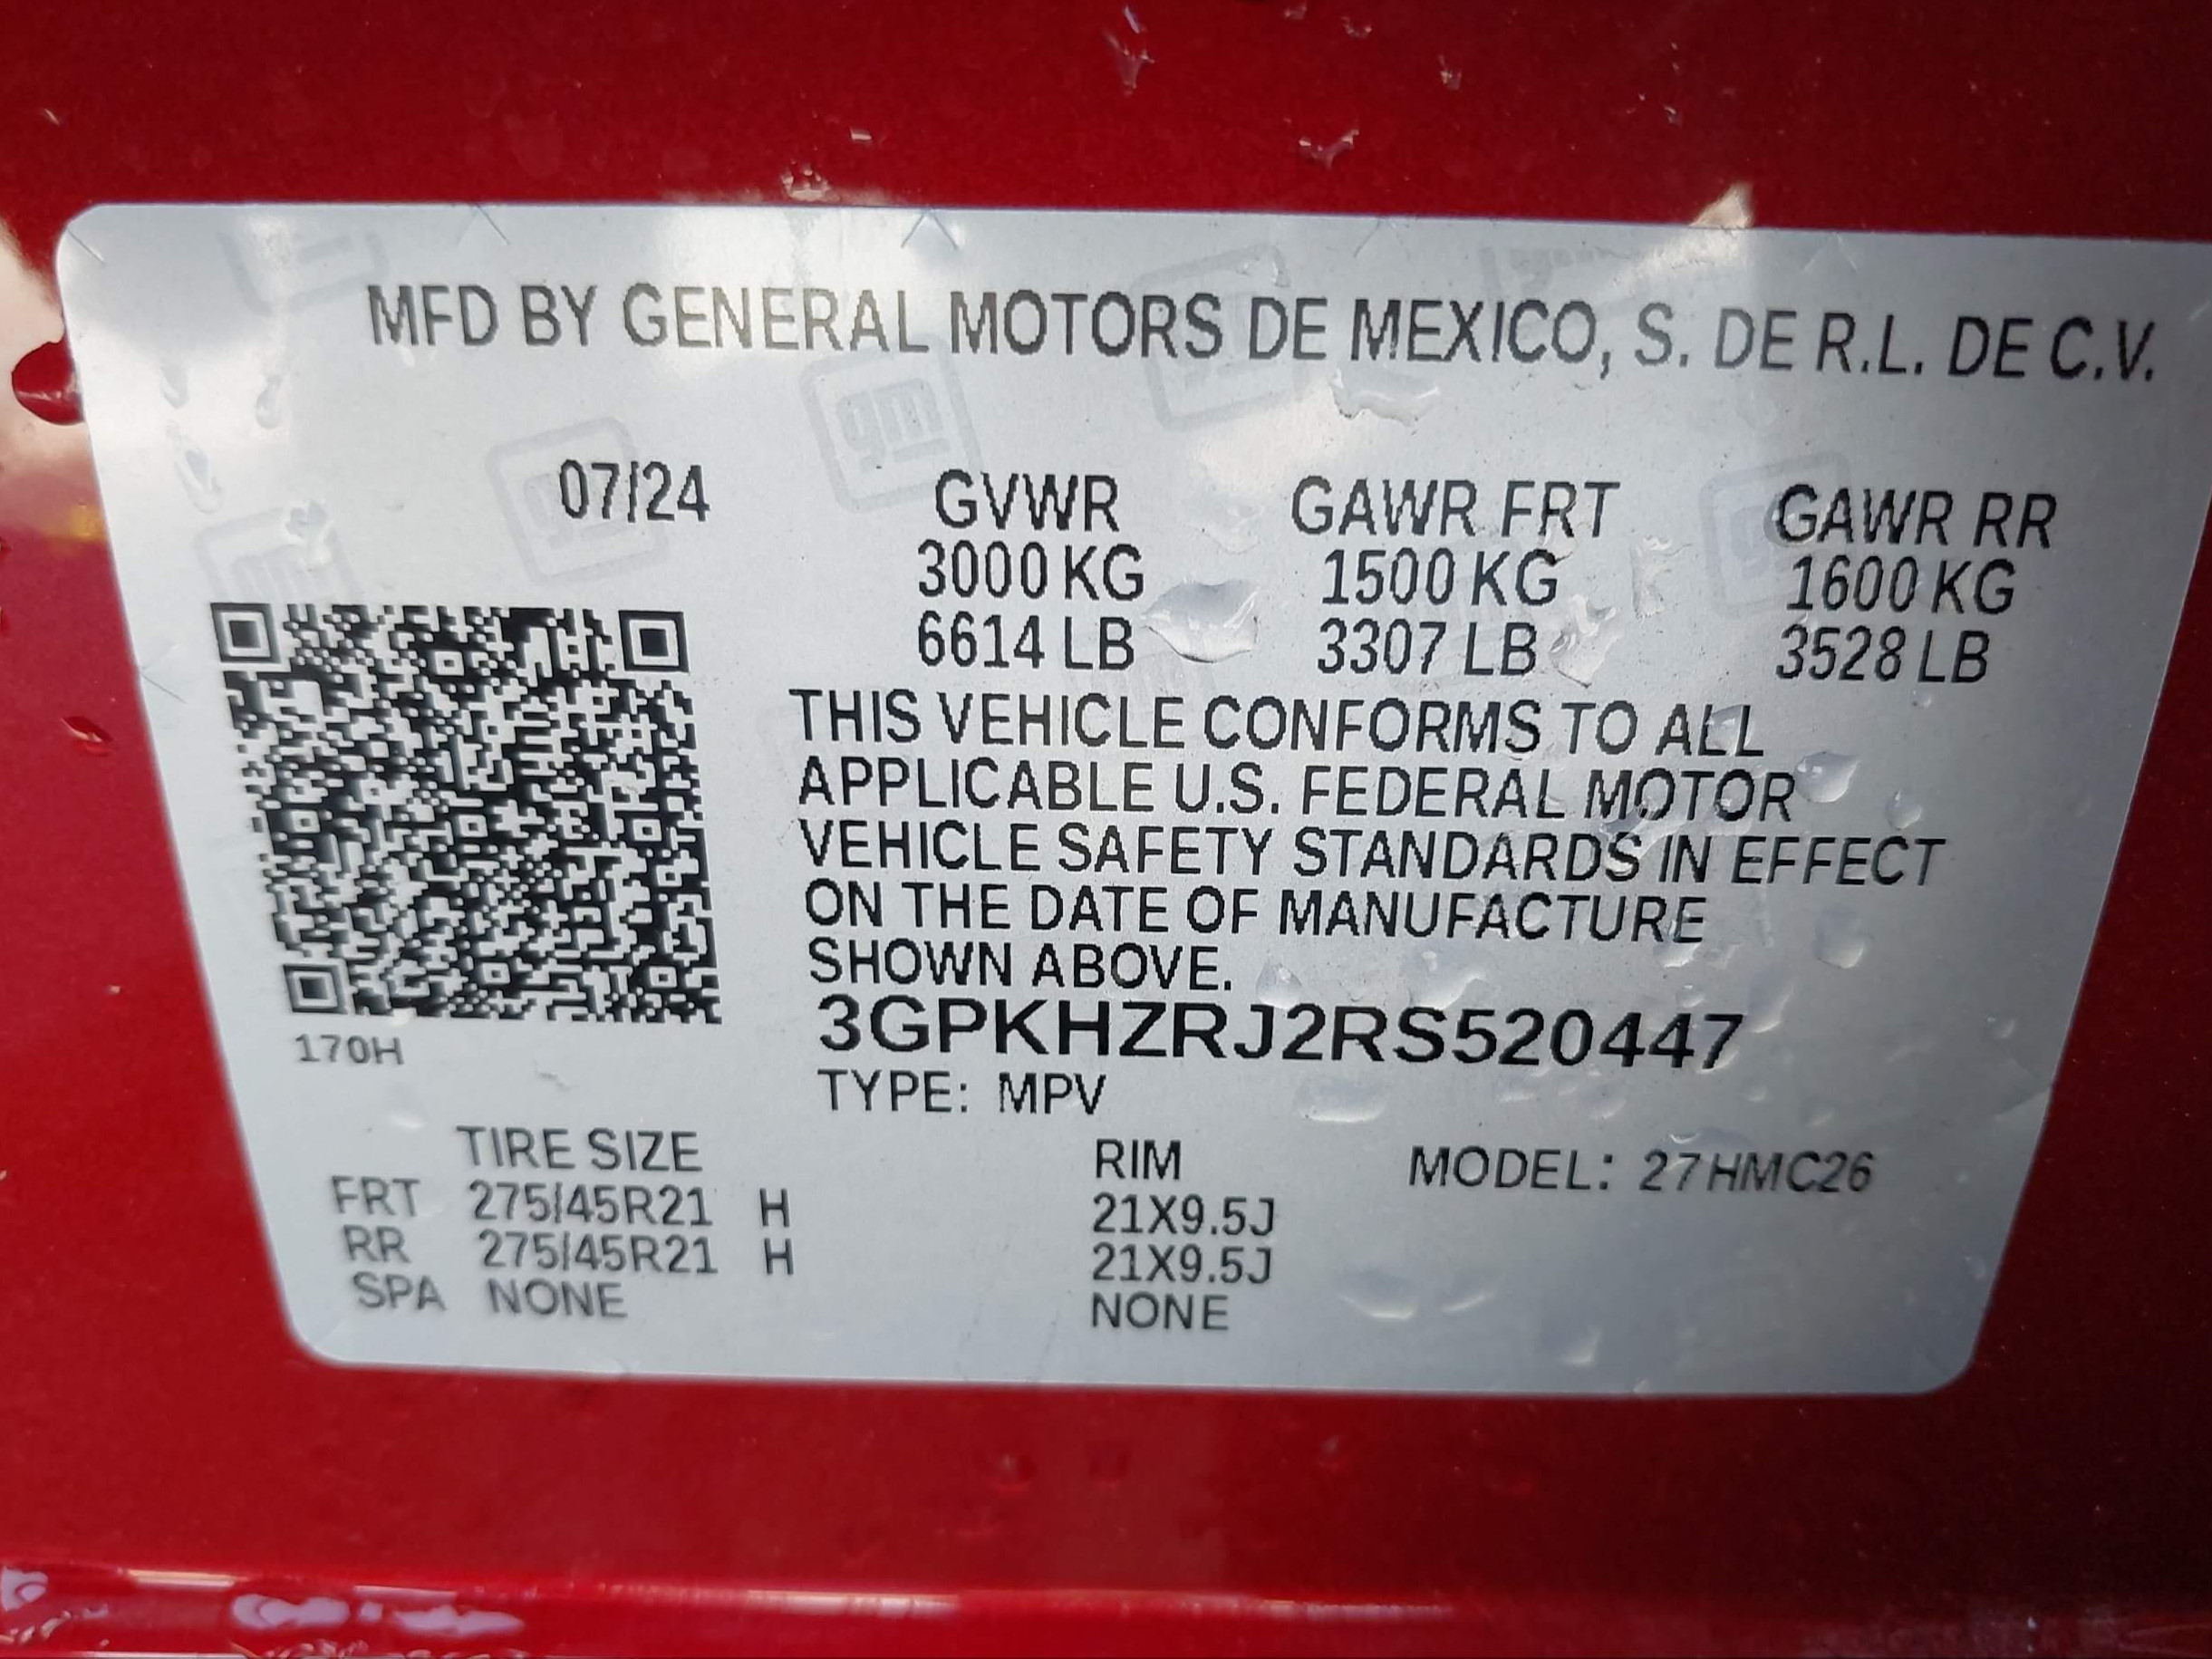 MFD BY GENERAL MOTORS DE MEXICO, S. DE R.L. DE C.V.
07/24
GVWR GAWR FRT GAWR RR
3000 KG 1500 KG 1600 KG
6614 LB 3307 LB 3528 LB
THIS VEHICLE CONFORMS TO ALL
APPLICABLE U.S. FEDERAL MOTOR
VEHICLE SAFETY STANDARDS IN EFFECT
ON THE DATE OF MANUFACTURE
SHOWN ABOVE.
3GPKHZRJ2RS520447
170H
TYPE: MPV
TIRE SIZE RIM MODEL: 27HMC26
FRT 275/45R21 H 21X9.5J
RR 275/45R21 H 21X9.5J
SPA NONE NONE
gm
gm
gm